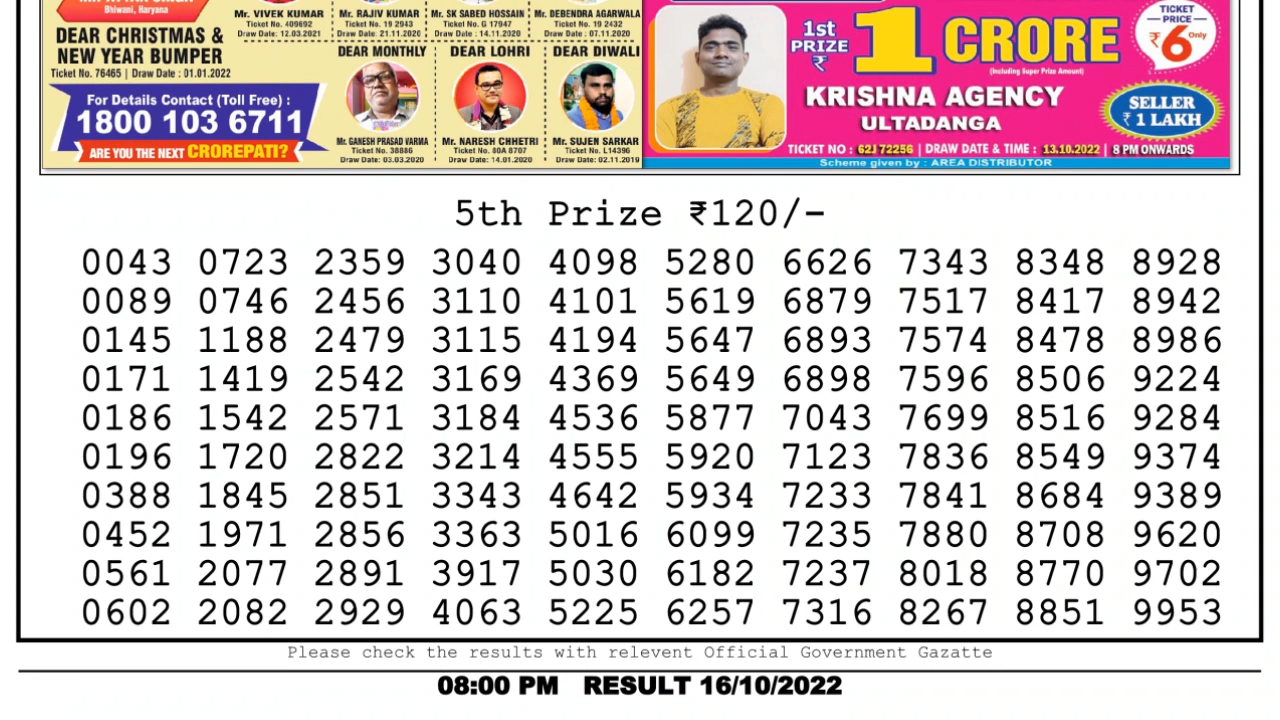 Bhiwani, Haryana
DEAR CHRISTMAS &
NEW YEAR BUMPER
Ticket No. 76465 | Draw Date : 01.01.2022
For Details Contact (Toll Free) :
1800 103 6711
ARE YOU THE NEXT CROREPATI?
Mr. VIVEK KUMAR
Ticket No. 409692
Draw Date: 12.03.2021
Mr. RAJIV KUMAR
Ticket No. 19 2943
Draw Date: 21.11.2020
Mr. SK SABED HOSSAIN
Ticket No. G 17947
Draw Date: 14.11.2020
Mr. DEBENDRA AGARWALA
Ticket No. 19 2432
Draw Date: 07.11.2020
DEAR MONTHLY
Mr. GANESH PRASAD VARMA
Ticket No. 38886
Draw Date: 03.03.2020
DEAR LOHRI
Mr. NARESH CHHETRI
Ticket No. 80A 8707
Draw Date: 14.01.2020
DEAR DIWALI
Mr. SUJEN SARKAR
Ticket No. L14396
Draw Date: 02.11.2019
1st
PRIZE
₹
1 CRORE
(Including Super Prize Amount)
TICKET
PRICE
₹6 Only
KRISHNA AGENCY
ULTADANGA
SELLER
₹ 1 LAKH
TICKET NO : 62J 72256 | DRAW DATE & TIME : 13.10.2022 | 8 PM ONWARDS
Scheme given by : AREA DISTRIBUTOR
5th Prize ₹120/-
0043 0723 2359 3040 4098 5280 6626 7343 8348 8928
0089 0746 2456 3110 4101 5619 6879 7517 8417 8942
0145 1188 2479 3115 4194 5647 6893 7574 8478 8986
0171 1419 2542 3169 4369 5649 6898 7596 8506 9224
0186 1542 2571 3184 4536 5877 7043 7699 8516 9284
0196 1720 2822 3214 4555 5920 7123 7836 8549 9374
0388 1845 2851 3343 4642 5934 7233 7841 8684 9389
0452 1971 2856 3363 5016 6099 7235 7880 8708 9620
0561 2077 2891 3917 5030 6182 7237 8018 8770 9702
0602 2082 2929 4063 5225 6257 7316 8267 8851 9953
Please check the results with relevent Official Government Gazatte
08:00 PM RESULT 16/10/2022